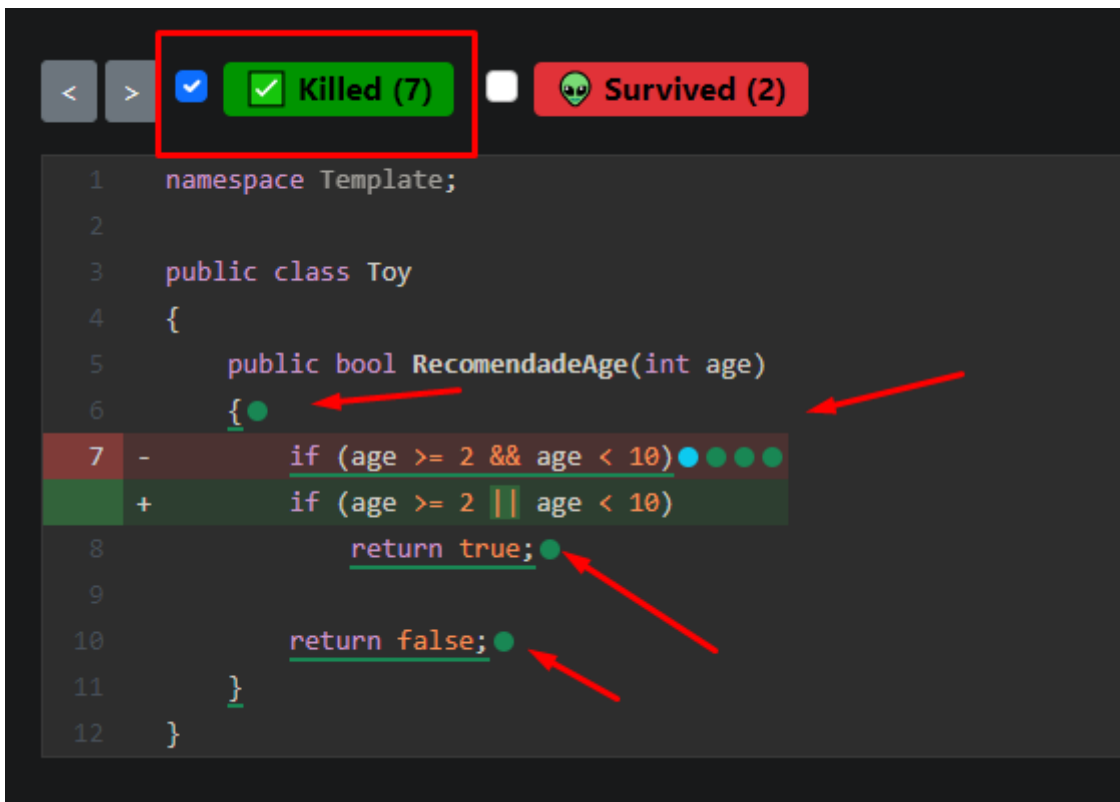 < > Killed (7) Survived (2)
1 namespace Template;
2
3 public class Toy
4 {
5 public bool RecomendadeAge(int age)
6 {
7 - if (age >= 2 && age < 10)
+ if (age >= 2 || age < 10)
8 return true;
9
10 return false;
11 }
12 }